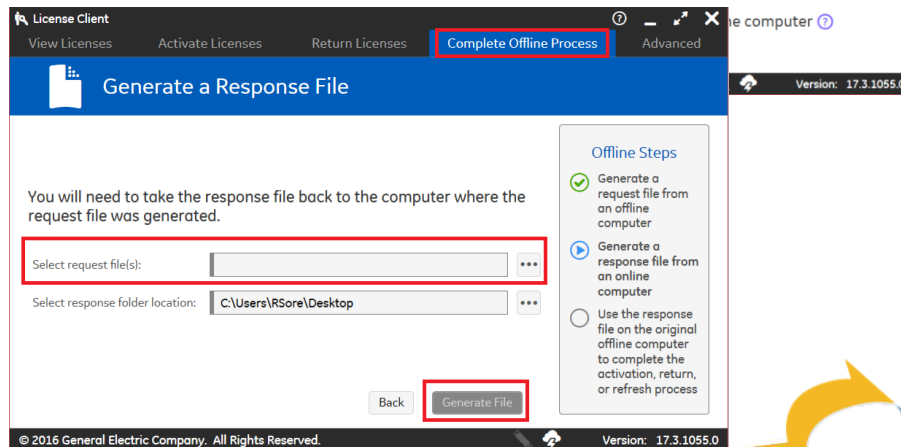 License Client
View Licenses Activate Licenses Return Licenses Complete Offline Process Advanced
Generate a Response File
You will need to take the response file back to the computer where the
request file was generated.
Select request file(s):
Select response folder location: C:\Users\RSore\Desktop
Back Generate File
Offline Steps
Generate a
request file from
an offline
computer
Generate a
response file from
an online
computer
Use the response
file on the original
offline computer
to complete the
activation, return,
or refresh process
© 2016 General Electric Company. All Rights Reserved. Version: 17.3.1055.0
computer
Version: 17.3.1055.0